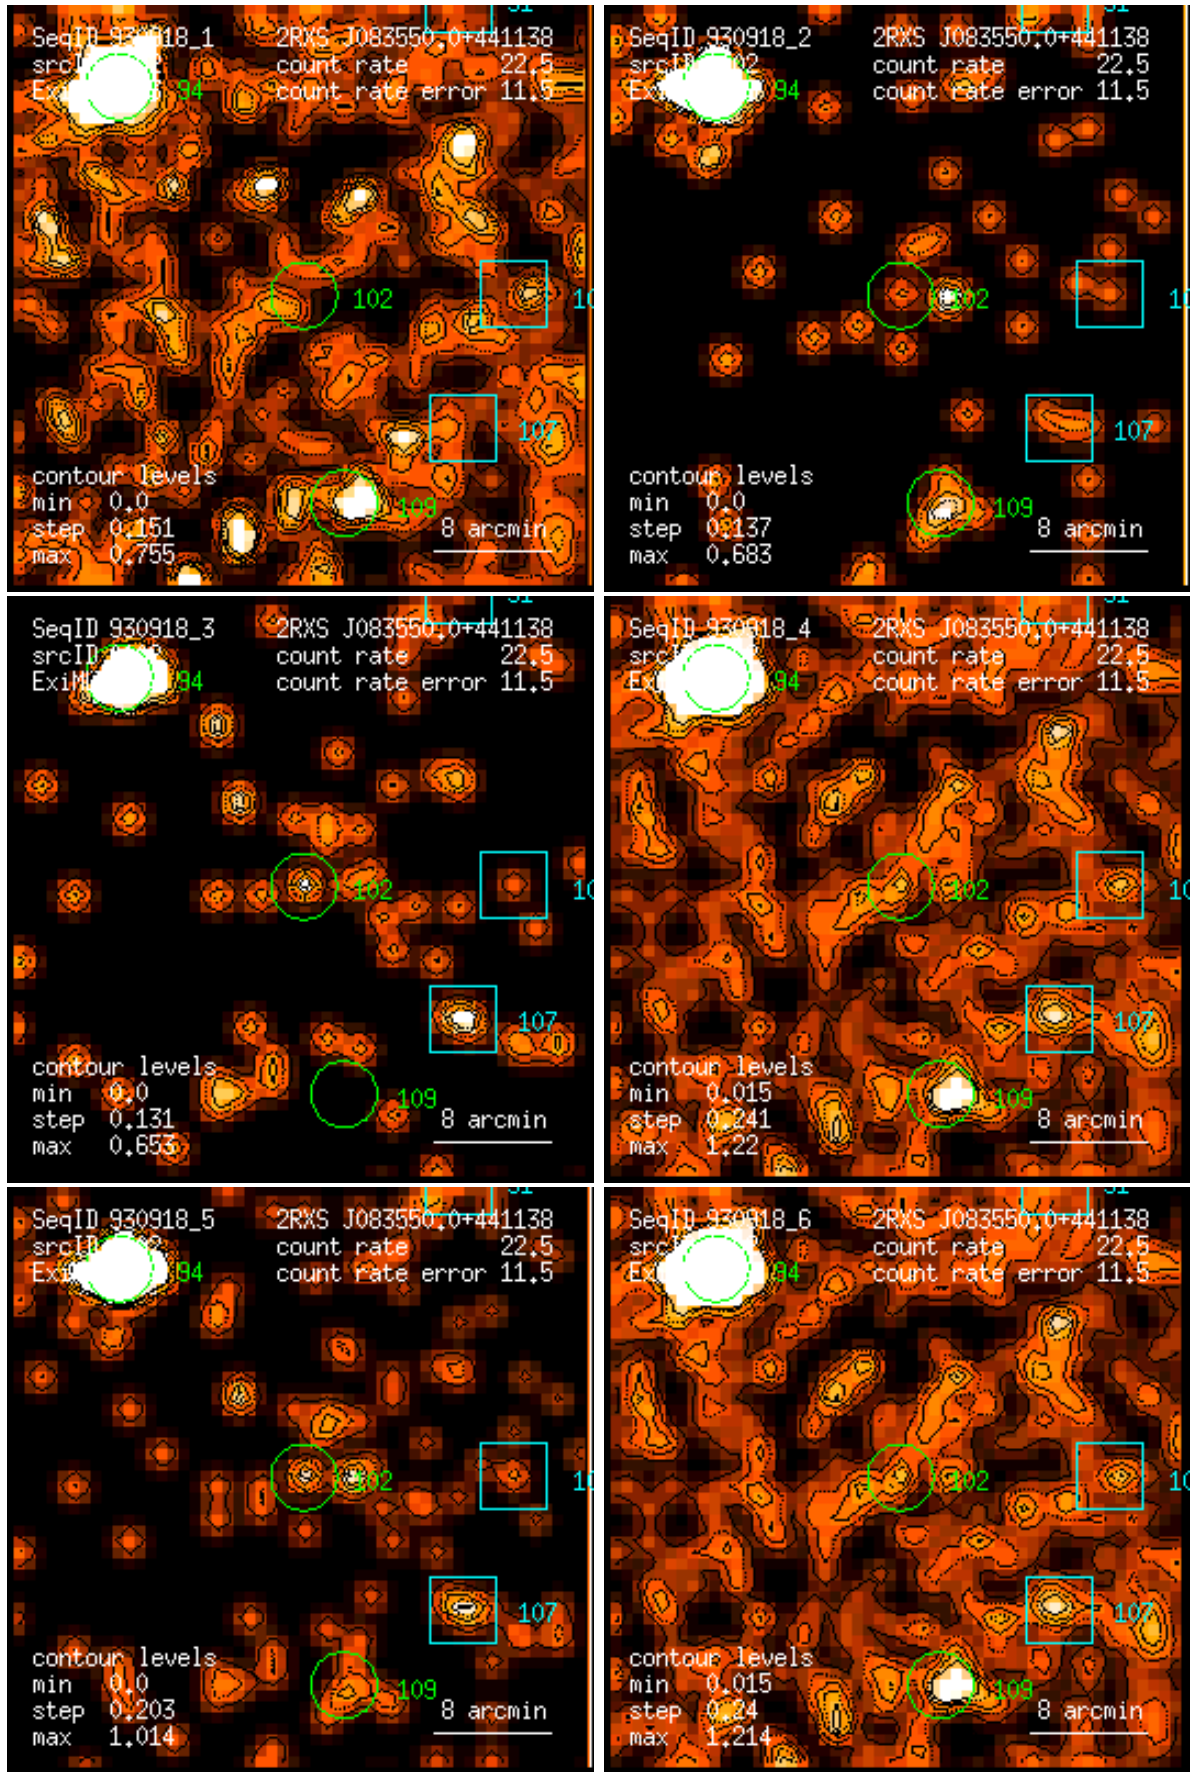 SeqID 930918_1 2RXS J083550.0+441138
count rate 22.5
94 count rate error 11.5
102
107
contour levels
min 0.0 109
step 0.151 8 arcmin
max 0.755
SeqID 930918_2 2RXS J083550.0+441138
count rate 22.5
94 count rate error 11.5
102
107
contour levels
min 0.0 109
step 0.137 8 arcmin
max 0.683
SeqID 930918_3 2RXS J083550.0+441138
srcID count rate 22.5
94 count rate error 11.5
102
107
contour levels
min 0.0 109
step 0.131 8 arcmin
max 0.653
SeqID 930918_4 2RXS J083550.0+441138
count rate 22.5
94 count rate error 11.5
102
107
contour levels
min 0.015 109
step 0.241 8 arcmin
max 1.22
SeqID 930918_5 2RXS J083550.0+441138
count rate 22.5
94 count rate error 11.5
102
107
contour levels
min 0.0 109
step 0.203 8 arcmin
max 1.014
SeqID 930918_6 2RXS J083550.0+441138
count rate 22.5
94 count rate error 11.5
102
107
contour levels
min 0.015 109
step 0.24 8 arcmin
max 1.214